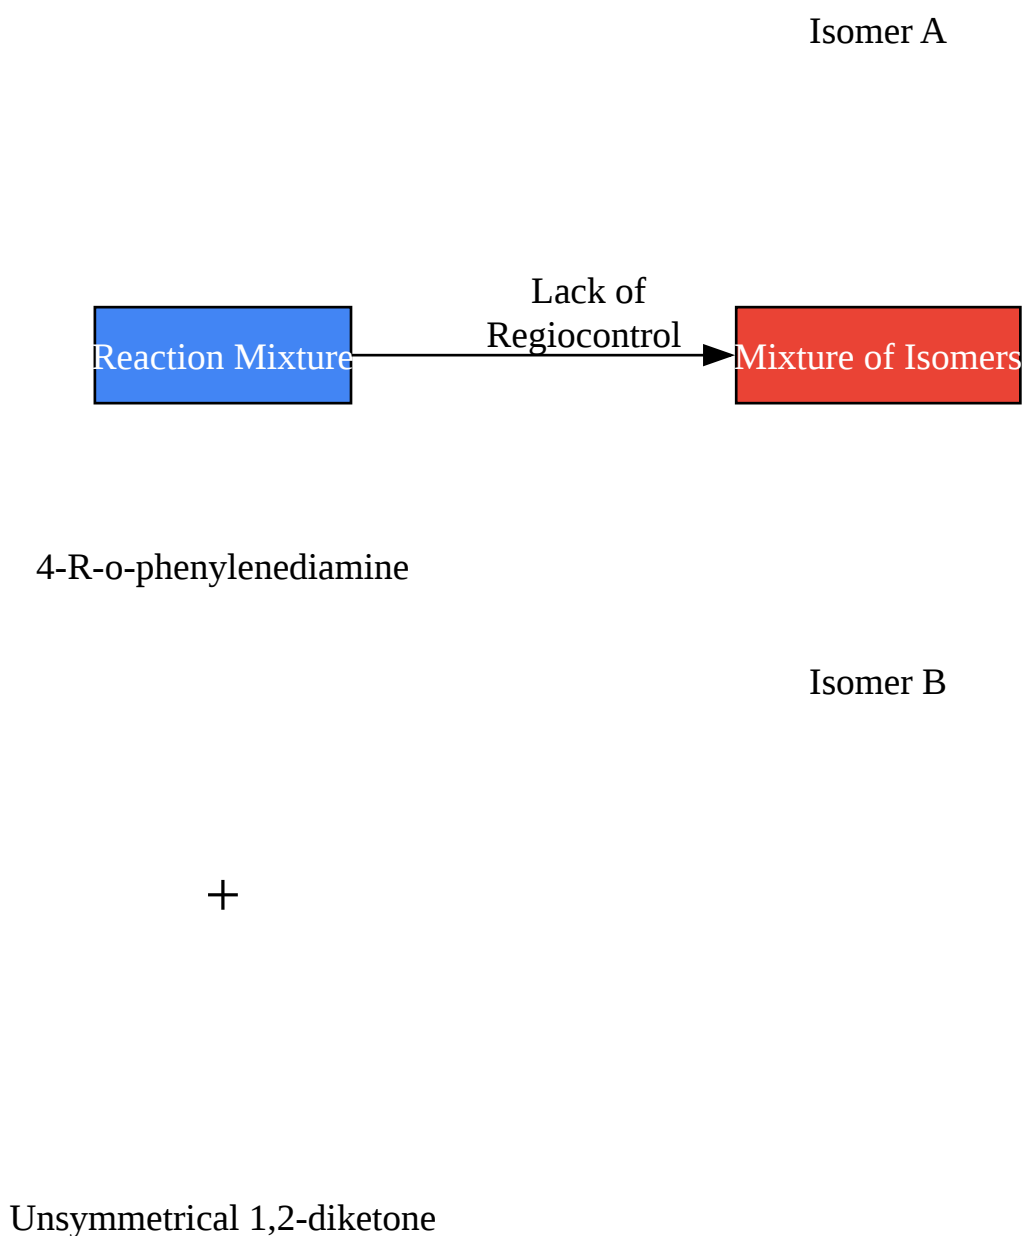 Isomer A
Lack of
Regiocontrol
Reaction Mixture
Mixture of Isomers
4-R-o-phenylenediamine
Isomer B
+
Unsymmetrical 1,2-diketone